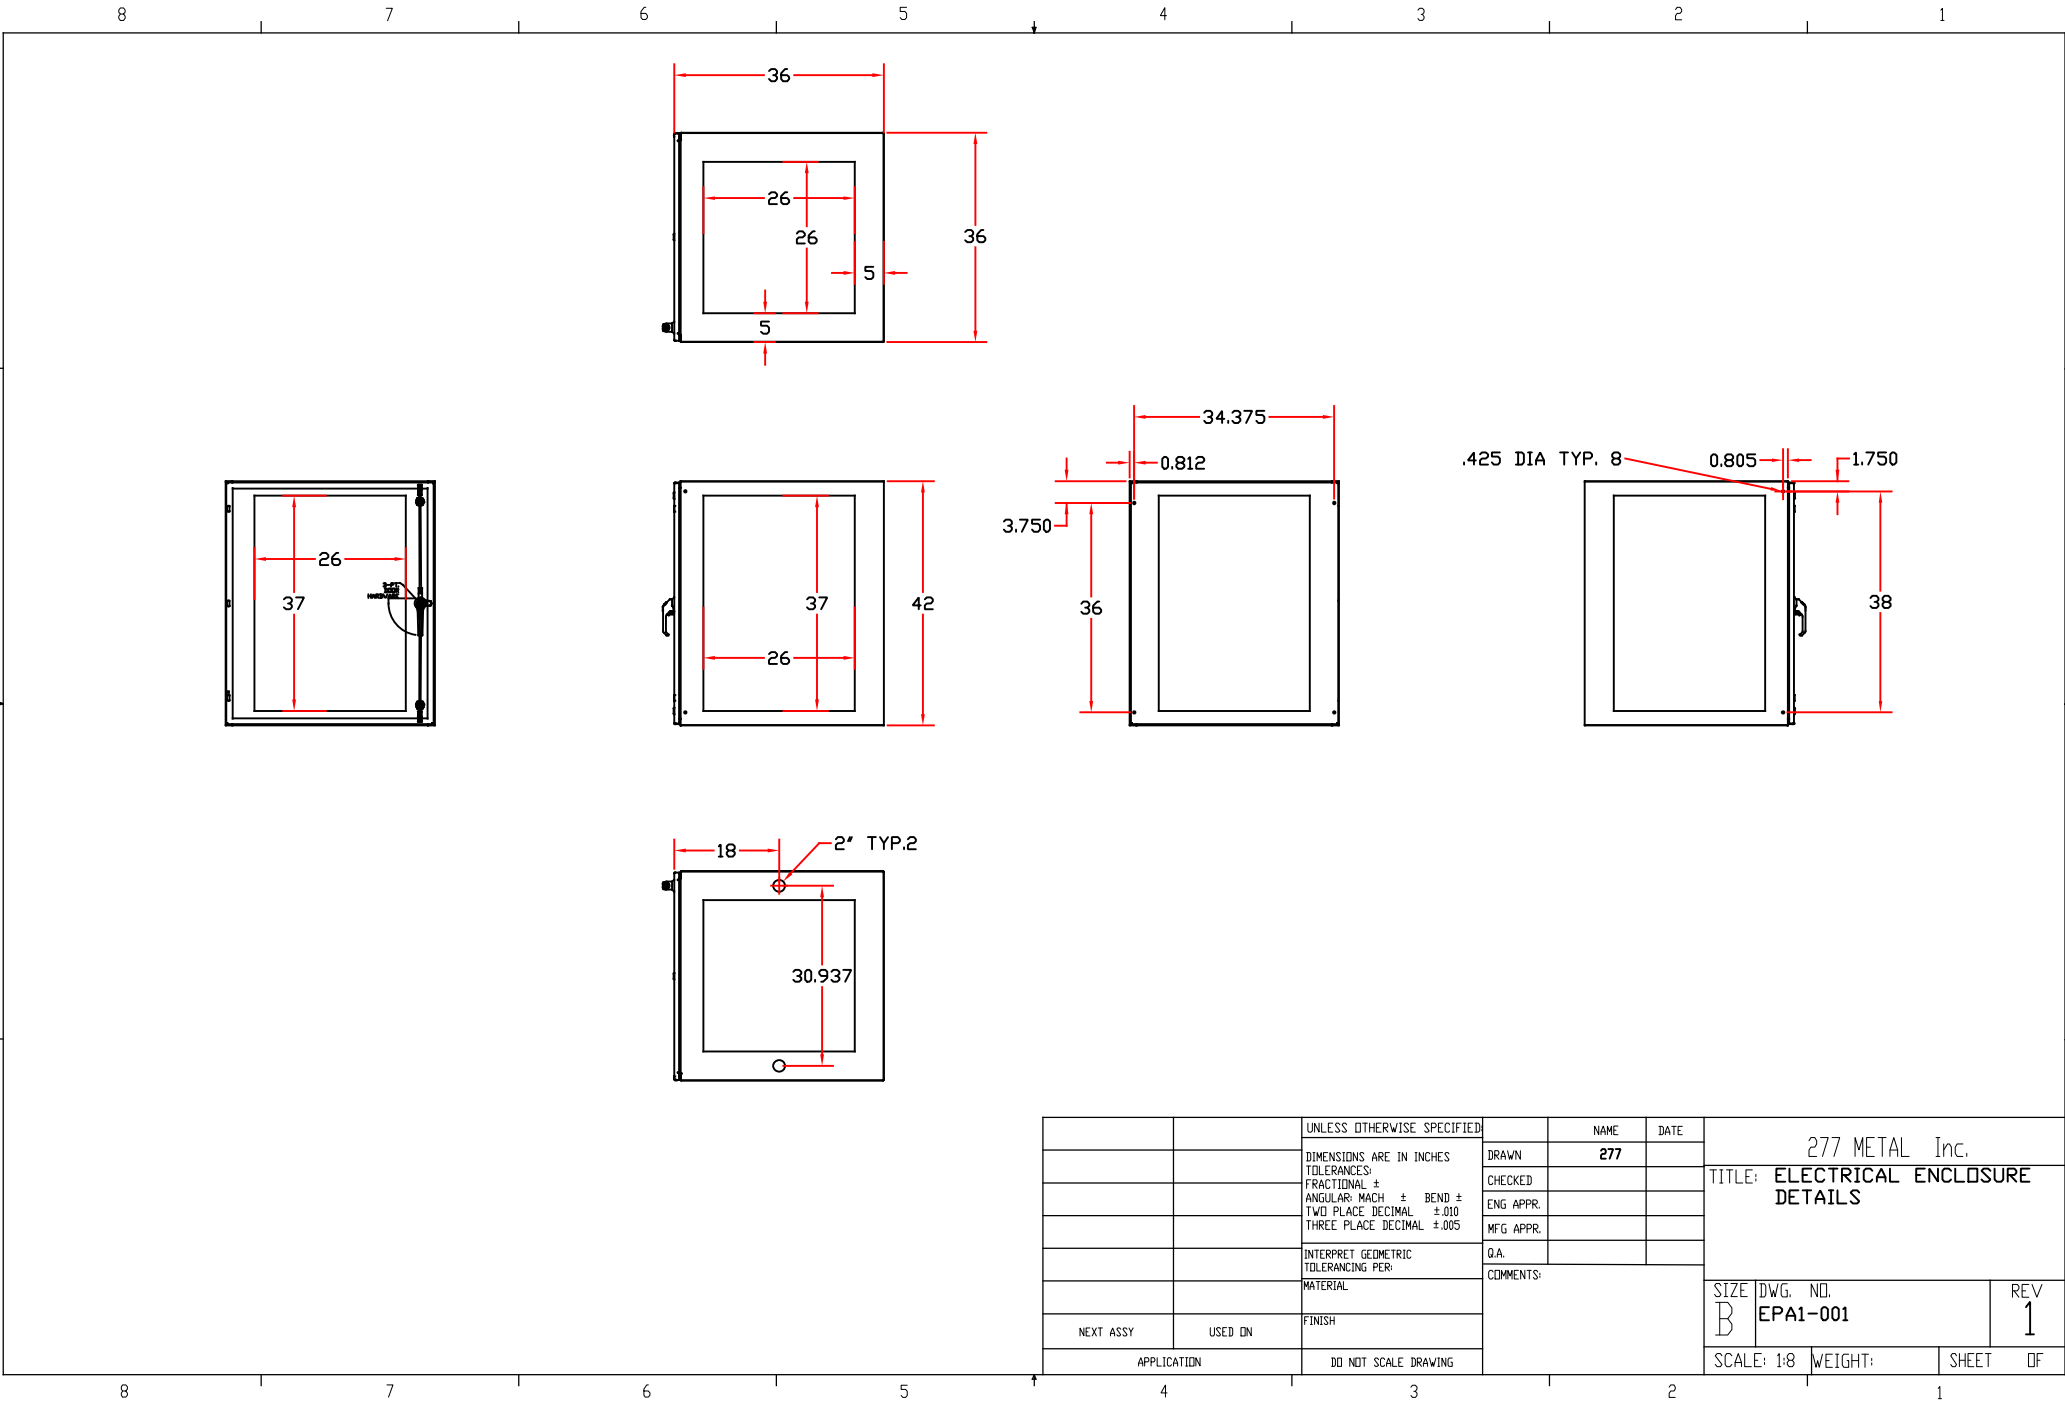 8 7 6 5 4 3 2 1
36
26
26
36
5
5
34.375
0.812
.425 DIA TYP. 8
0.805
1.750
3.750
26
37
HARDWARE
37
42
26
36
38
18
2" TYP.2
30.937
UNLESS OTHERWISE SPECIFIED:
DIMENSIONS ARE IN INCHES
TOLERANCES:
FRACTIONAL ±
ANGULAR: MACH ± BEND ±
TWO PLACE DECIMAL ±.010
THREE PLACE DECIMAL ±.005
INTERPRET GEOMETRIC
TOLERANCING PER:
MATERIAL
FINISH
NEXT ASSY USED ON
APPLICATION
DO NOT SCALE DRAWING
NAME DATE
DRAWN 277
CHECKED
ENG APPR.
MFG APPR.
Q.A.
COMMENTS:
277 METAL Inc.
TITLE: ELECTRICAL ENCLOSURE
DETAILS
SIZE DWG. NO. REV
B EPA1-001 1
SCALE: 1:8 WEIGHT: SHEET OF
8 7 6 5 4 3 2 1